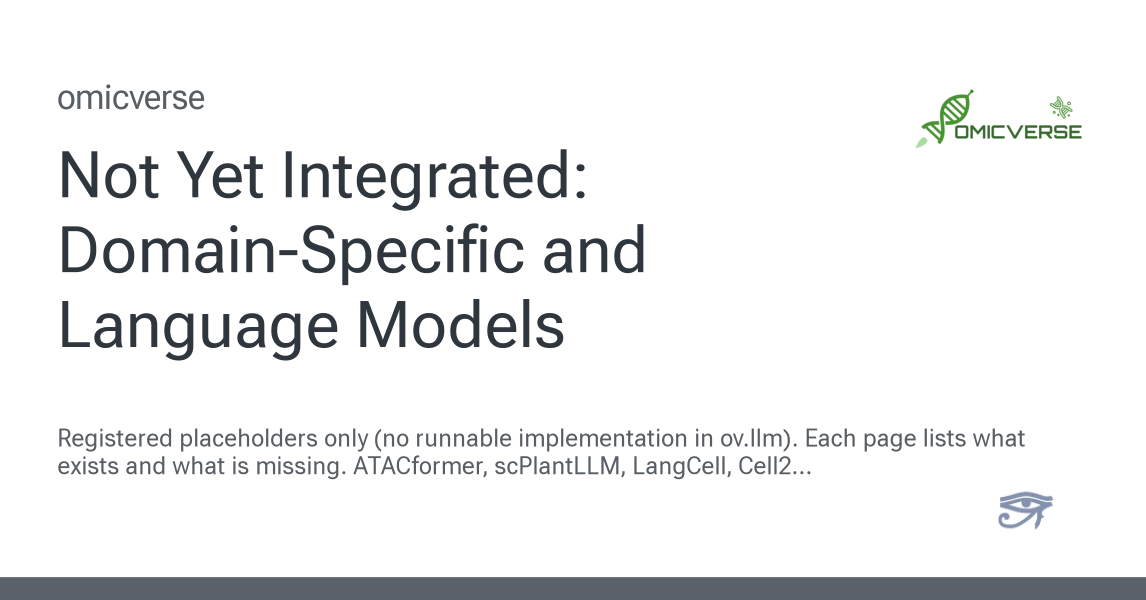 omicverse
OMICVERSE
Not Yet Integrated:
Domain-Specific and
Language Models
Registered placeholders only (no runnable implementation in ov.llm). Each page lists what
exists and what is missing. ATACformer, scPlantLLM, LangCell, Cell2...